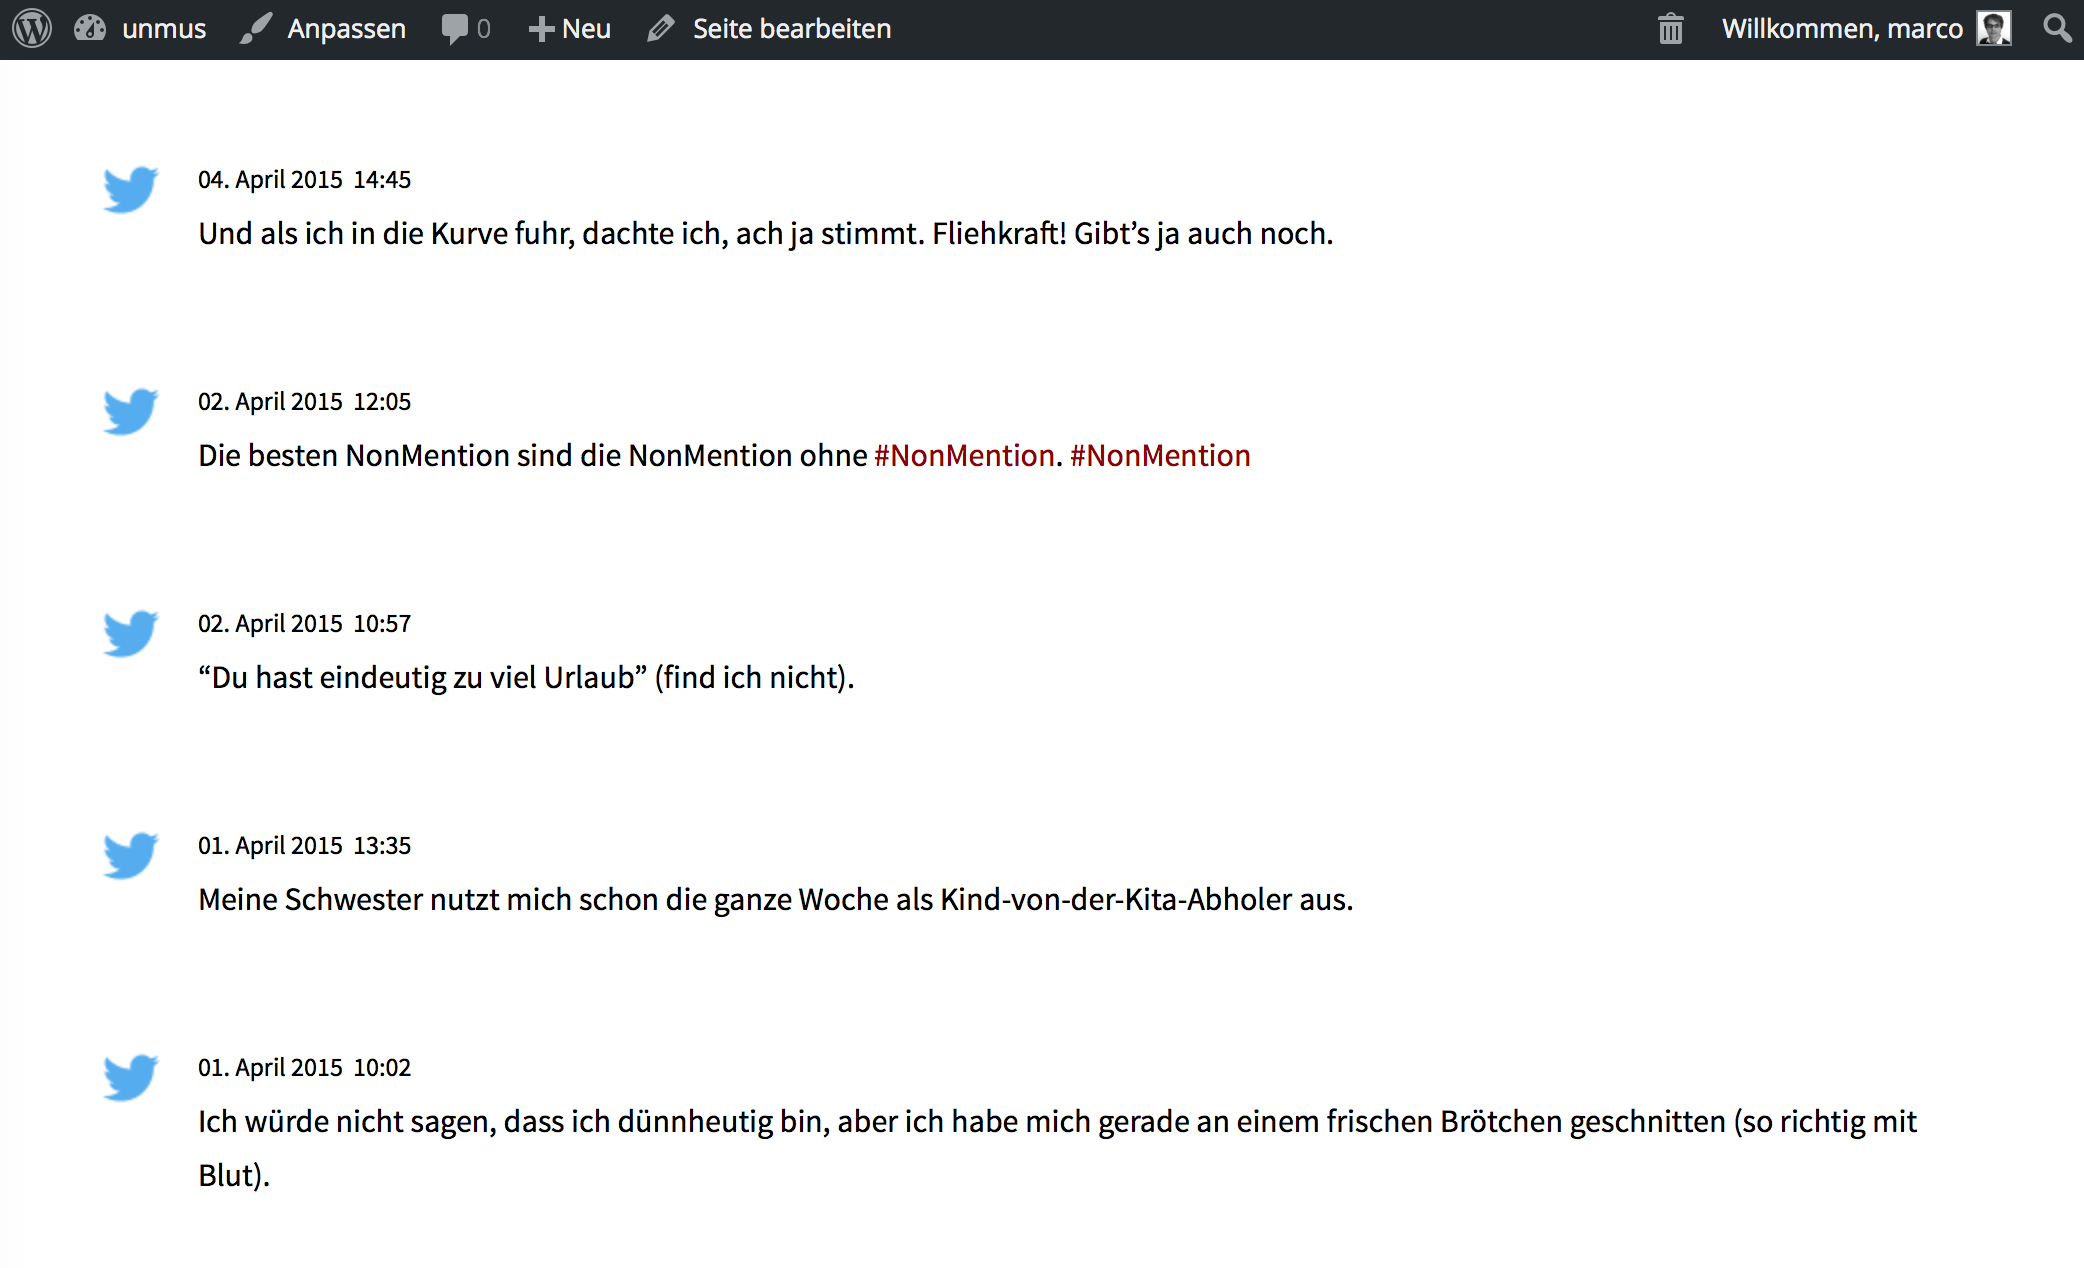 unmus Anpassen 0 Neu Seite bearbeiten Willkommen, marco
04. April 2015 14:45
Und als ich in die Kurve fuhr, dachte ich, ach ja stimmt. Fliehkraft! Gibt’s ja auch noch.
02. April 2015 12:05
Die besten NonMention sind die NonMention ohne #NonMention. #NonMention
02. April 2015 10:57
“Du hast eindeutig zu viel Urlaub” (find ich nicht).
01. April 2015 13:35
Meine Schwester nutzt mich schon die ganze Woche als Kind-von-der-Kita-Abholer aus.
01. April 2015 10:02
Ich würde nicht sagen, dass ich dünnheutig bin, aber ich habe mich gerade an einem frischen Brötchen geschnitten (so richtig mit
Blut).